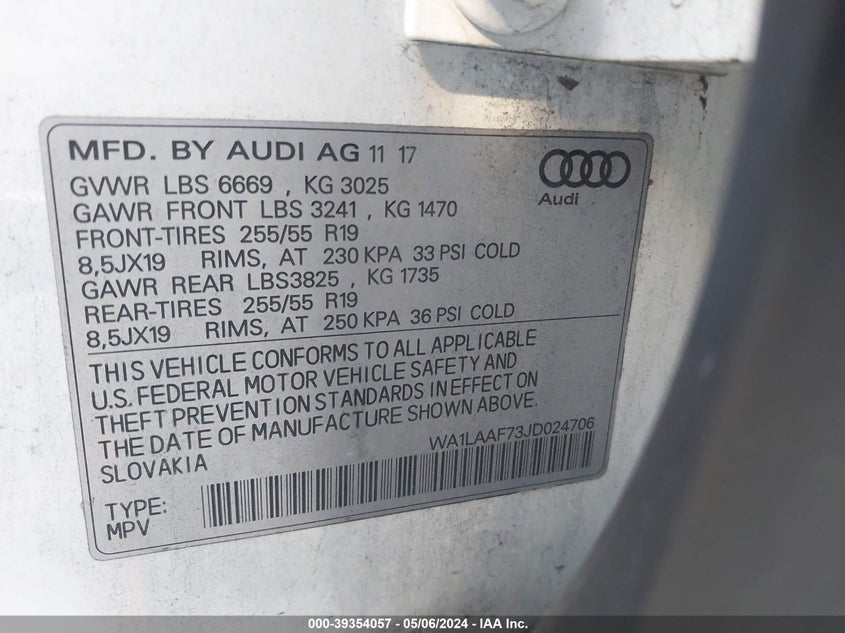 MFD. BY AUDI AG 11 17
Audi
GVWR LBS 6669 , KG 3025
GAWR FRONT LBS 3241 , KG 1470
FRONT-TIRES 255/55 R19
8,5JX19 RIMS, AT 230 KPA 33 PSI COLD
GAWR REAR LBS3825 , KG 1735
REAR-TIRES 255/55 R19
8,5JX19 RIMS, AT 250 KPA 36 PSI COLD
THIS VEHICLE CONFORMS TO ALL APPLICABLE
U.S. FEDERAL MOTOR VEHICLE SAFETY AND
THEFT PREVENTION STANDARDS IN EFFECT ON
THE DATE OF MANUFACTURE SHOWN ABOVE.
SLOVAKIA
WA1LAAF73JD024706
TYPE:
MPV
000-39354057 - 05/06/2024 - IAA Inc.